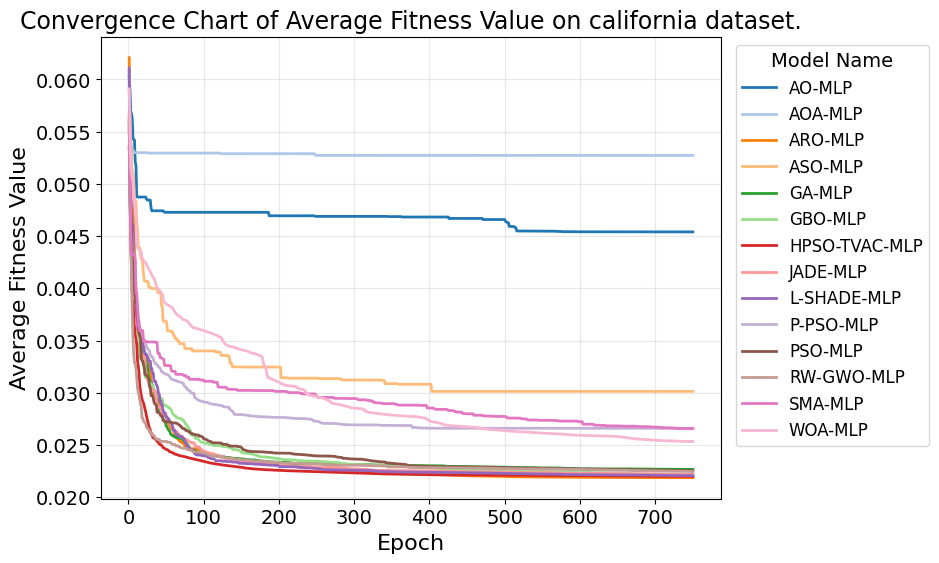 Convergence Chart of Average Fitness Value on california dataset.
Average Fitness Value
0.060
0.055
0.050
0.045
0.040
0.035
0.030
0.025
0.020
0 100 200 300 400 500 600 700
Epoch
Model Name
AO-MLP
AOA-MLP
ARO-MLP
ASO-MLP
GA-MLP
GBO-MLP
HPSO-TVAC-MLP
JADE-MLP
L-SHADE-MLP
P-PSO-MLP
PSO-MLP
RW-GWO-MLP
SMA-MLP
WOA-MLP